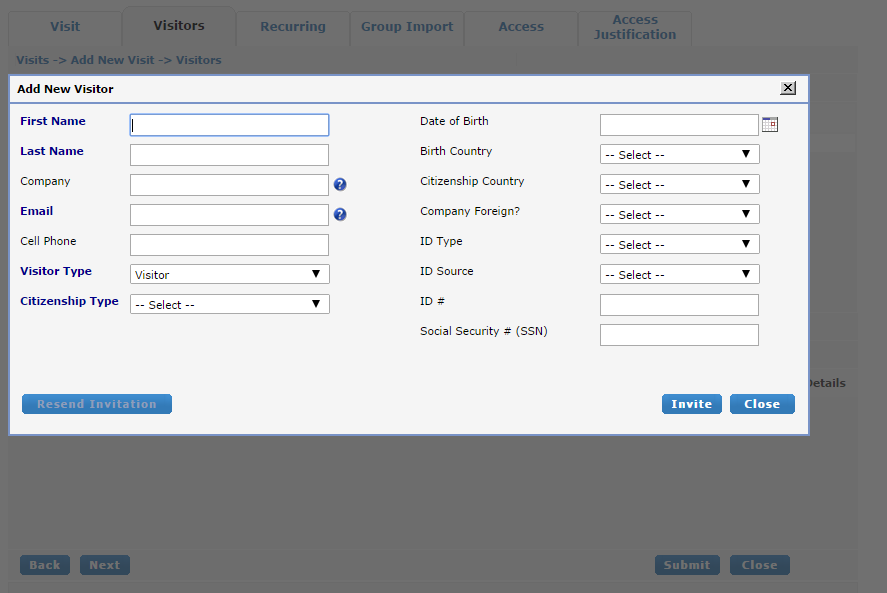 Visit
Visitors
Recurring
Group Import
Access
Access
Justification
Visits -> Add New Visit -> Visitors
Add New Visitor
First Name
Last Name
Company
Email
Cell Phone
Visitor Type
Visitor
Citizenship Type
-- Select --
Date of Birth
Birth Country
-- Select --
Citizenship Country
-- Select --
Company Foreign?
-- Select --
ID Type
-- Select --
ID Source
-- Select --
ID #
Social Security # (SSN)
Resend Invitation
Invite
Close
Back
Next
Submit
Close